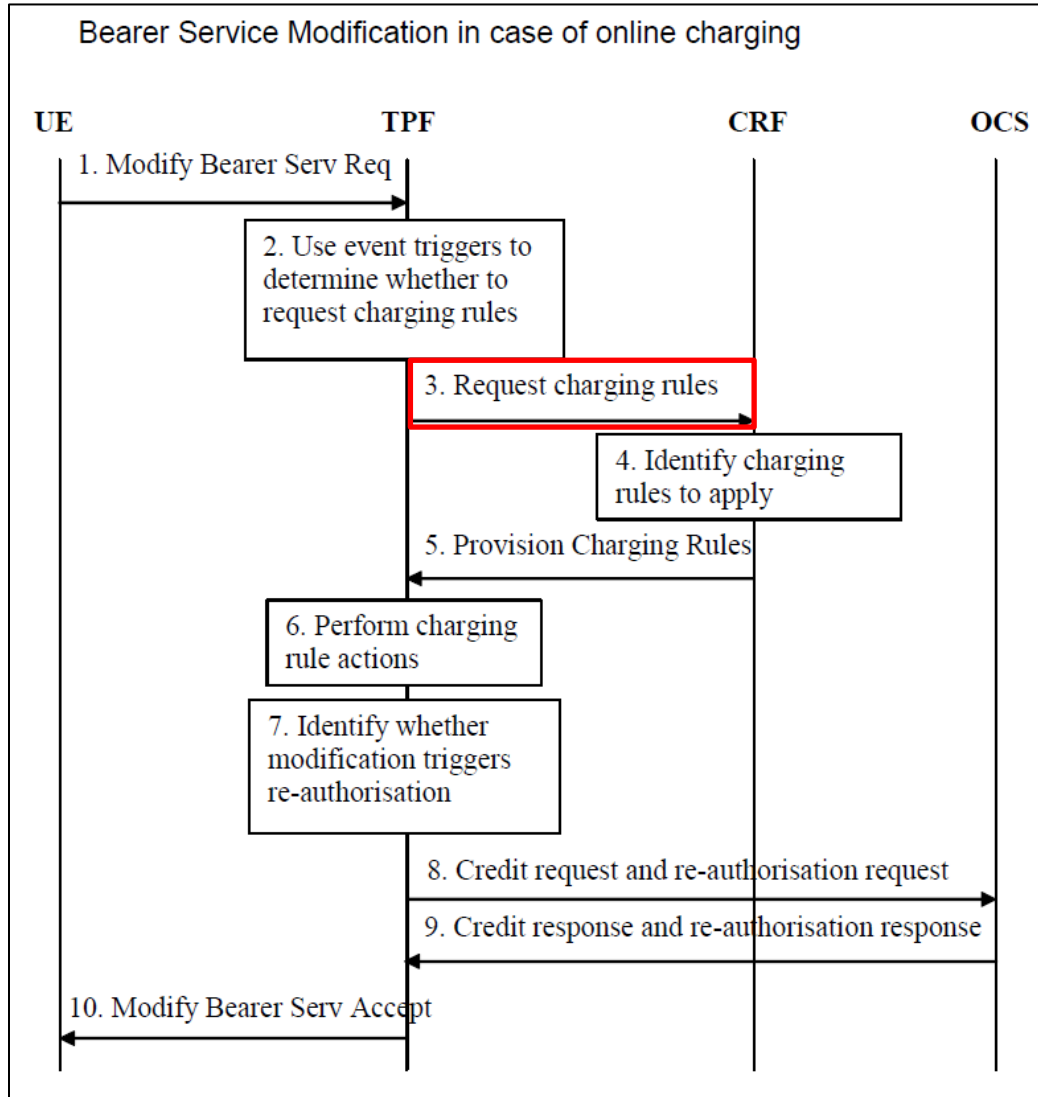 Bearer Service Modification in case of online charging
UE TPF CRF OCS
1. Modify Bearer Serv Req
2. Use event triggers to
determine whether to
request charging rules
3. Request charging rules
4. Identify charging
rules to apply
5. Provision Charging Rules
6. Perform charging
rule actions
7. Identify whether
modification triggers
re-authorisation
8. Credit request and re-authorisation request
9. Credit response and re-authorisation response
10. Modify Bearer Serv Accept